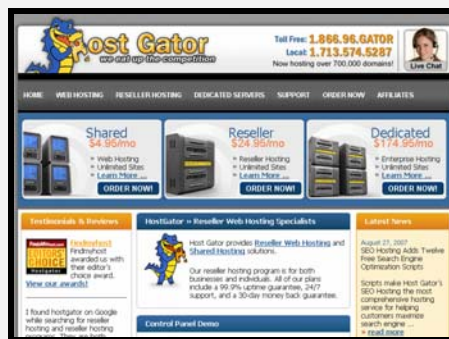 Host Gator
we eat up the competition
Toll Free: 1.866.96.GATOR
Local: 1.713.574.5287
Now hosting over 700,000 domains!
Live Chat
HOME WEB HOSTING RESELLER HOSTING DEDICATED SERVERS SUPPORT ORDER NOW AFFILIATES
Shared
$4.95/mo
» Web Hosting
» Unlimited Sites
» Learn More ...
ORDER NOW!
Reseller
$24.95/mo
» Reseller Hosting
» Unlimited Sites
» Learn More ...
ORDER NOW!
Dedicated
$174.95/mo
» Enterprise Hosting
» Unlimited Sites
» Learn More ...
ORDER NOW!
Testimonials & Reviews
EDITORS'
CHOICE
Hostgator
Findmyhost
Findmyhost
awarded us with
their editor's
choice award.
View our awards!
I found hostgator on Google
while searching for reseller
hosting and reseller hosting
programs. They are both
HostGator » Reseller Web Hosting Specialists
Host Gator provides Reseller Web Hosting and
Shared Hosting solutions.
Our reseller hosting program is for both
businesses and individuals. All of our plans
include a 99.9% uptime guarantee, 24/7
support, and a 30-day money back guarantee.
Control Panel Demo
Latest News
August 27, 2007
SEO Hosting Adds Twelve
Free Search Engine
Optimization Scripts
Scripts make Host Gator's
SEO Hosting the most
comprehensive hosting
service for helping
customers maximize
search engine ...
» read more